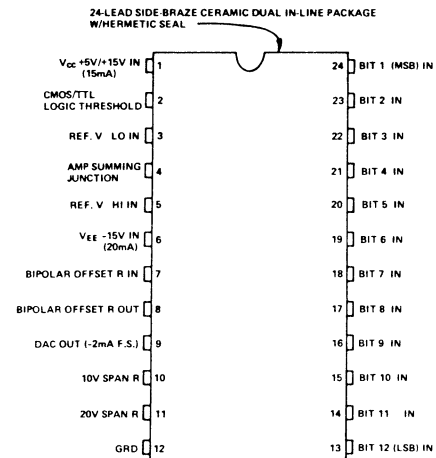 24-LEAD SIDE-BRAZE CERAMIC DUAL IN-LINE PACKAGE
W/HERMETIC SEAL
Vcc +5V/+15V IN
(15mA)
1
24 BIT 1 (MSB) IN
CMOS/TTL
LOGIC THRESHOLD
2
23 BIT 2 IN
REF. V LO IN 3
22 BIT 3 IN
AMP SUMMING
JUNCTION
4
21 BIT 4 IN
REF. V HI IN 5
20 BIT 5 IN
VEE -15V IN
(20mA)
6
19 BIT 6 IN
BIPOLAR OFFSET R IN 7
18 BIT 7 IN
BIPOLAR OFFSET R OUT 8
17 BIT 8 IN
DAC OUT (-2mA F.S.) 9
16 BIT 9 IN
10V SPAN R 10
15 BIT 10 IN
20V SPAN R 11
14 BIT 11 IN
GRD 12
13 BIT 12 (LSB) IN